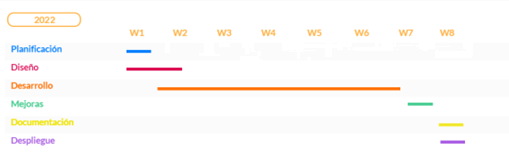 2022
W1 W2 W3 W4 W5 W6 W7 W8
Planificación
Diseño
Desarrollo
Mejoras
Documentación
Despliegue